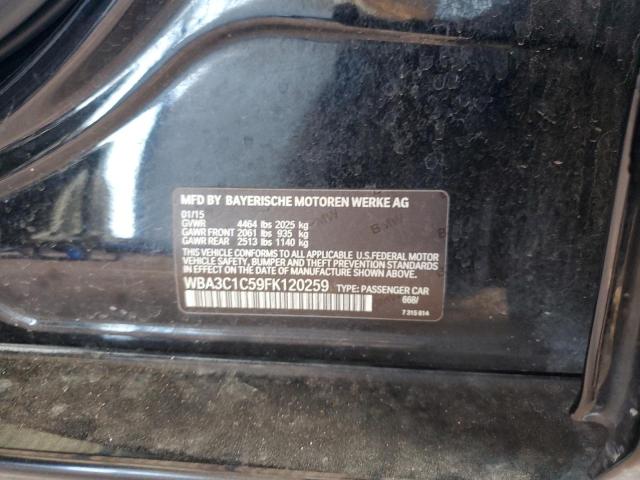 MFD BY BAYERISCHE MOTOREN WERKE AG
01/15
GVWR 4464 lbs 2025 kg
GAWR FRONT 2061 lbs 935 kg
GAWR REAR 2513 lbs 1140 kg
THIS VEHICLE CONFORMS TO ALL APPLICABLE U.S.FEDERAL MOTOR
VEHICLE SAFETY, BUMPER AND THEFT PREVENTION STANDARDS
IN EFFECT ON THE DATE OF MANUFACTURE SHOWN ABOVE.
WBA3C1C59FK120259 TYPE: PASSENGER CAR
668/
7 315 614